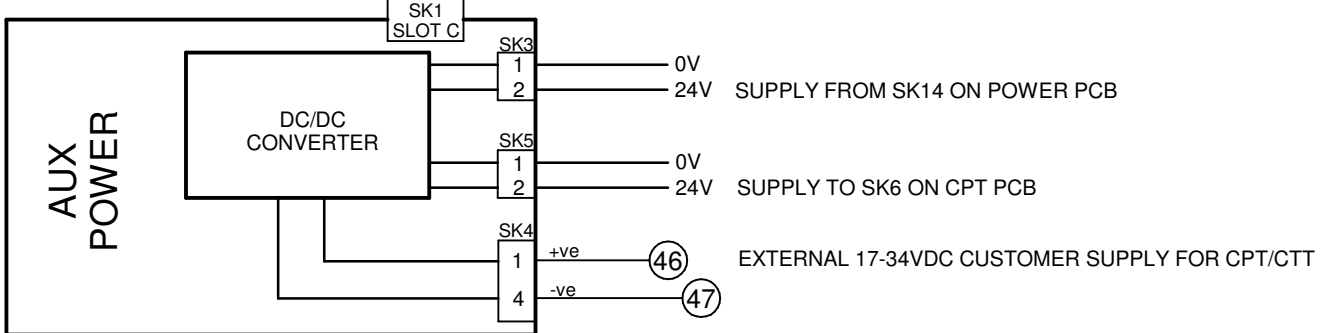 SK1
SLOT C
AUX
POWER
DC/DC
CONVERTER
SK3
1
0V
2
24V SUPPLY FROM SK14 ON POWER PCB
SK5
1
0V
2
24V SUPPLY TO SK6 ON CPT PCB
SK4
1 +ve 46 EXTERNAL 17-34VDC CUSTOMER SUPPLY FOR CPT/CTT
4 -ve 47